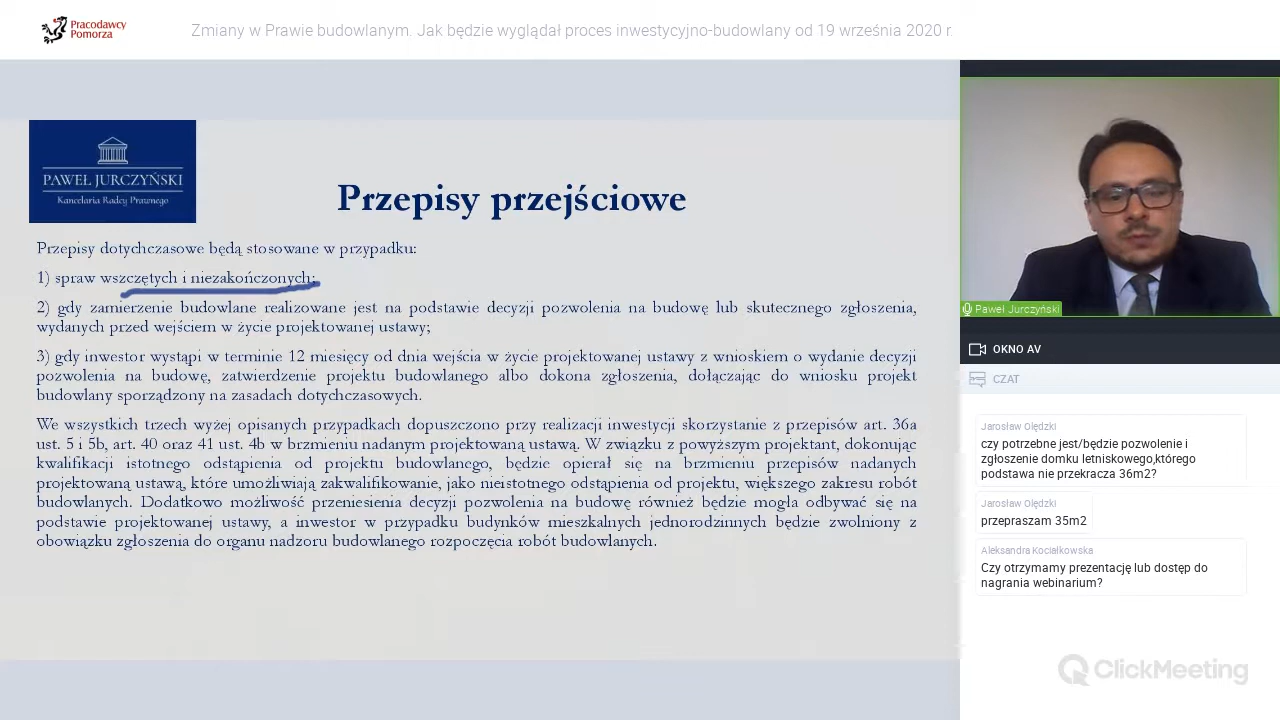 Pracodawcy
Pomorza
Zmiany w Prawie budowlanym. Jak będzie wyglądał proces inwestycyjno-budowlany od 19 września 2020 r.
PAWEŁ JURCZYŃSKI
Kancelaria Radcy Prawnego
Przepisy przejściowe
Przepisy dotychczasowe będą stosowane w przypadku:
1) spraw wszczętych i niezakończonych;
2) gdy zamierzenie budowlane realizowane jest na podstawie decyzji pozwolenia na budowę lub skutecznego zgłoszenia,
wydanych przed wejściem w życie projektowanej ustawy;
3) gdy inwestor wystąpi w terminie 12 miesięcy od dnia wejścia w życie projektowanej ustawy z wnioskiem o wydanie decyzji
pozwolenia na budowę, zatwierdzenie projektu budowlanego albo dokona zgłoszenia, dołączając do wniosku projekt
budowlany sporządzony na zasadach dotychczasowych.
We wszystkich trzech wyżej opisanych przypadkach dopuszczono przy realizacji inwestycji skorzystanie z przepisów art. 36a
ust. 5 i 5b, art. 40 oraz 41 ust. 4b w brzmieniu nadanym projektowaną ustawą. W związku z powyższym projektant, dokonując
kwalifikacji istotnego odstąpienia od projektu budowlanego, będzie opierał się na brzmieniu przepisów nadanych
projektowaną ustawą, które umożliwiają zakwalifikowanie, jako nieistotnego odstąpienia od projektu, większego zakresu robót
budowlanych. Dodatkowo możliwość przeniesienia decyzji pozwolenia na budowę również będzie mogła odbywać się na
podstawie projektowanej ustawy, a inwestor w przypadku budynków mieszkalnych jednorodzinnych będzie zwolniony z
obowiązku zgłoszenia do organu nadzoru budowlanego rozpoczęcia robót budowlanych.
Paweł Jurczyński
OKNO AV
CZAT
Jarosław Olędzki
czy potrzebne jest/będzie pozwolenie i
zgłoszenie domku letniskowego,którego
podstawa nie przekracza 36m2?
Jarosław Olędzki
przepraszam 35m2
Aleksandra Kociałkowska
Czy otrzymamy prezentację lub dostęp do
nagrania webinarium?
ClickMeeting